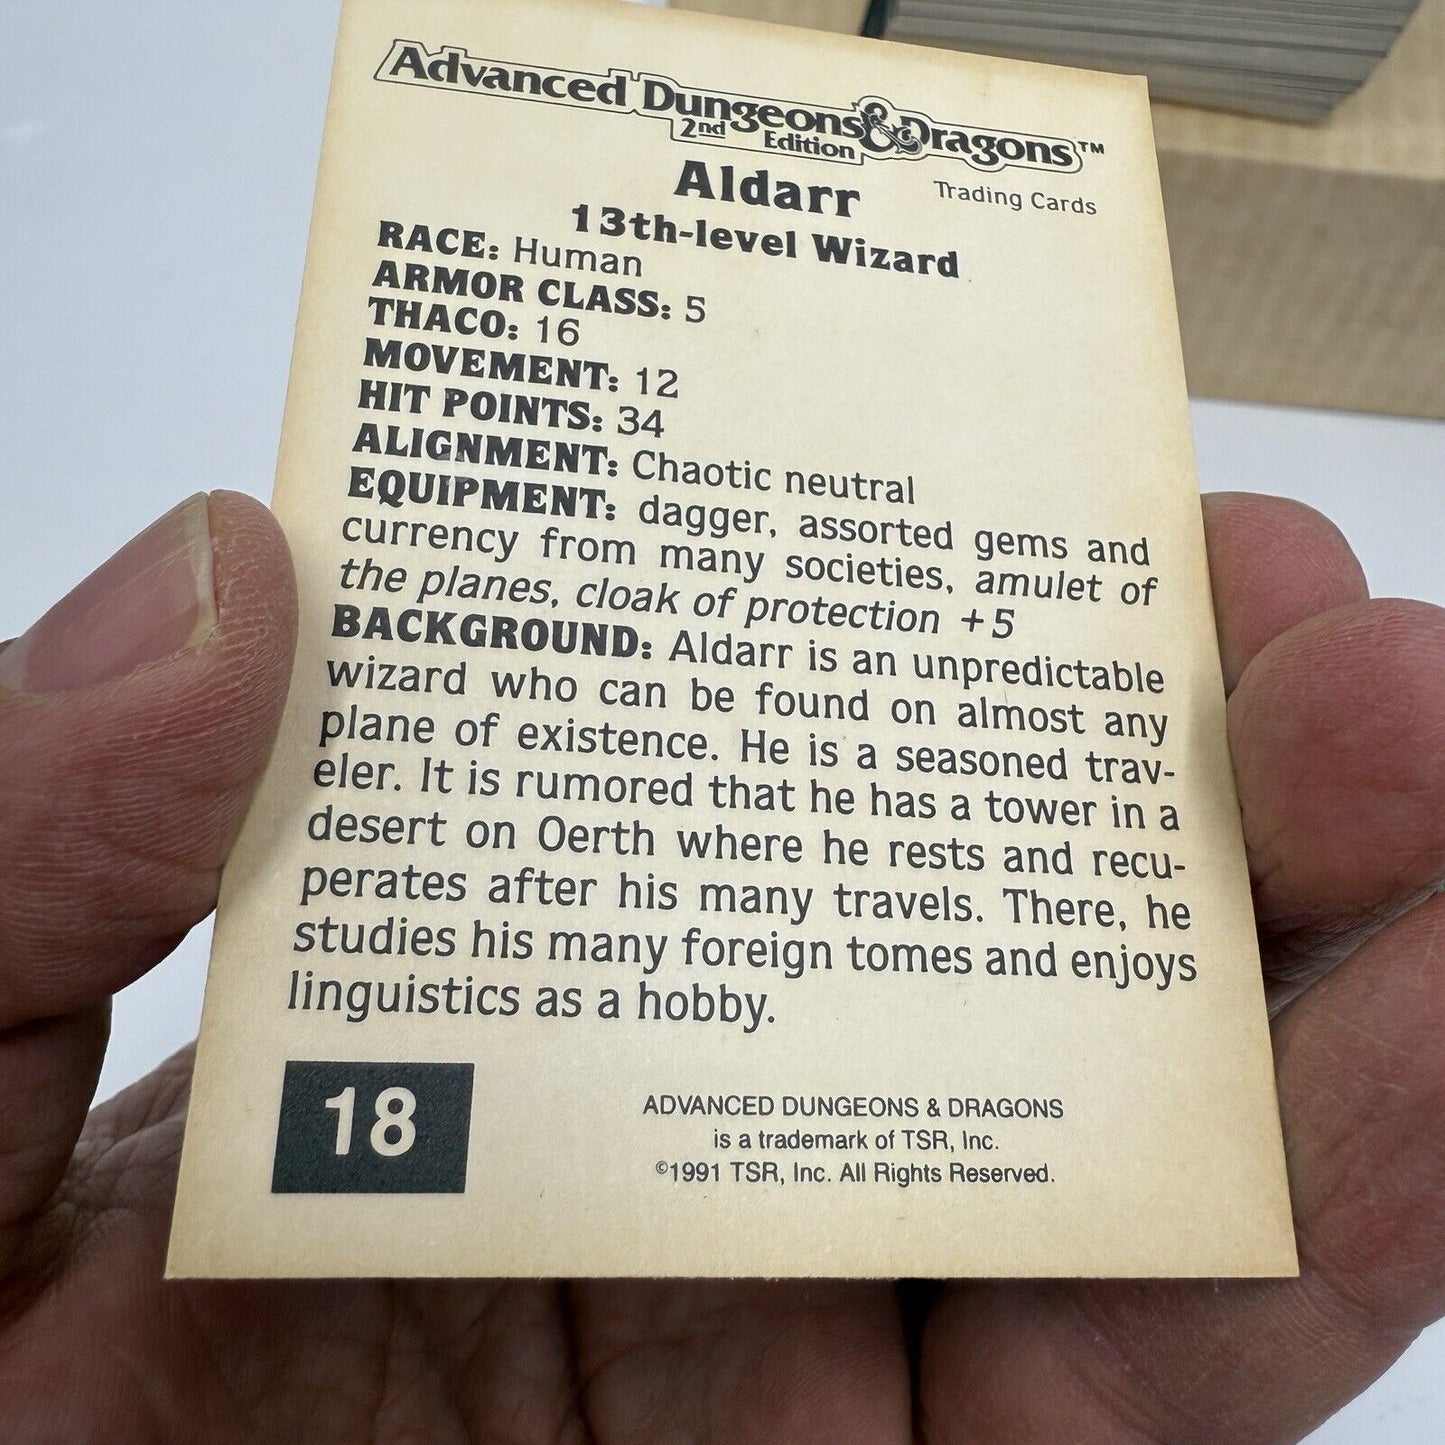 Advanced Dungeons & Dragons™
2nd Edition
Trading Cards
Aldarr
13th-level Wizard
RACE: Human
ARMOR CLASS: 5
THACO: 16
MOVEMENT: 12
HIT POINTS: 34
ALIGNMENT: Chaotic neutral
EQUIPMENT: dagger, assorted gems and
currency from many societies, amulet of
the planes, cloak of protection +5
BACKGROUND: Aldarr is an unpredictable
wizard who can be found on almost any
plane of existence. He is a seasoned trav-
eler. It is rumored that he has a tower in a
desert on Oerth where he rests and recu-
perates after his many travels. There, he
studies his many foreign tomes and enjoys
linguistics as a hobby.
18
ADVANCED DUNGEONS & DRAGONS
is a trademark of TSR, Inc.
©1991 TSR, Inc. All Rights Reserved.